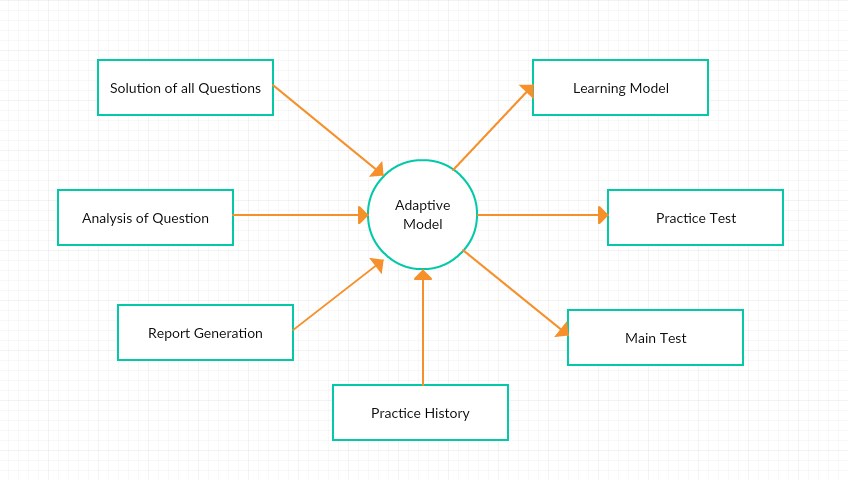 Solution of all Questions
Learning Model
Adaptive
Model
Analysis of Question
Practice Test
Report Generation
Main Test
Practice History